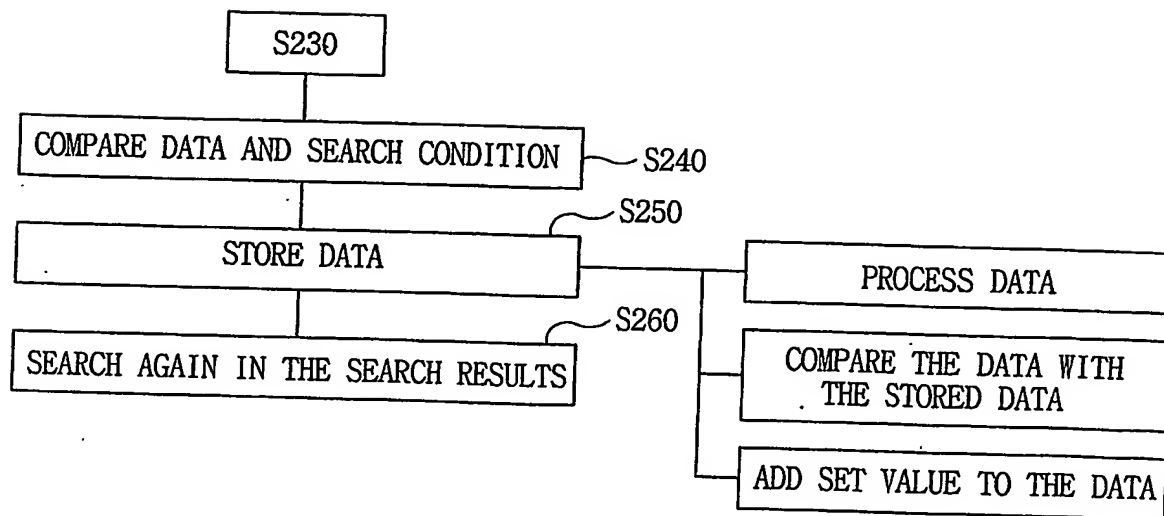 S230
COMPARE DATA AND SEARCH CONDITION
S240
S250
STORE DATA
PROCESS DATA
S260
SEARCH AGAIN IN THE SEARCH RESULTS
COMPARE THE DATA WITH
THE STORED DATA
ADD SET VALUE TO THE DATA